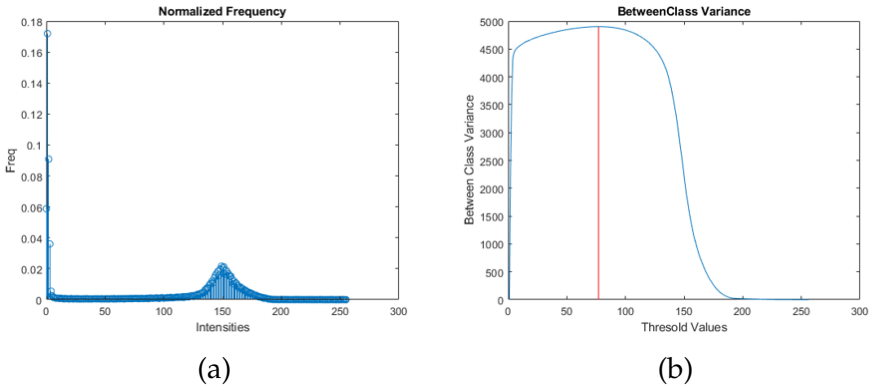 Normalized Frequency
0.18
0.16
0.14
0.12
0.1
0.08
0.06
0.04
0.02
0
Freq
0 50 100 150 200 250 300
Intensities
(a)
BetweenClass Variance
5000
4500
4000
3500
3000
2500
2000
1500
1000
500
0
Between Class Variance
0 50 100 150 200 250 300
Thresold Values
(b)